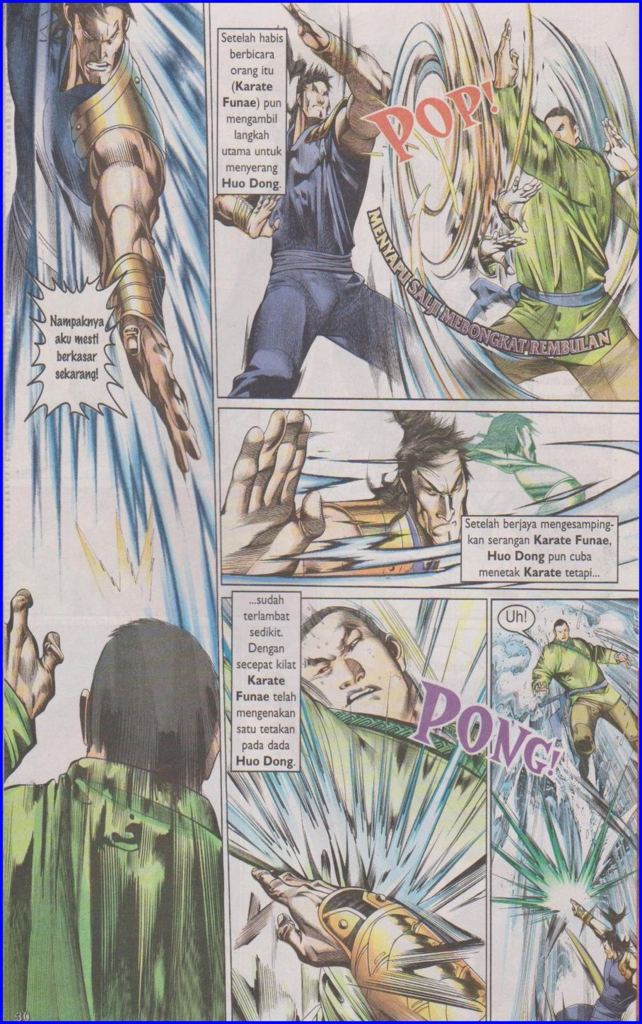 Nampaknya
aku mesti
berkasar
sekarang!
Setelah habis
berbicara
orang itu
(Karate
Funae) pun
mengambil
langkah
utama untuk
menyerang
Huo Dong.
POP!
MENTAPI SALJI MEBONGKAT REMBULAN
Setelah berjaya mengesamping-
kan serangan Karate Funae,
Huo Dong pun cuba
menetak Karate tetapi...
...sudah
terlambat
sedikit.
Dengan
secepat kilat
Karate
Funae telah
mengenakan
satu tetakan
pada dada
Huo Dong.
PONG!
Uh!
30